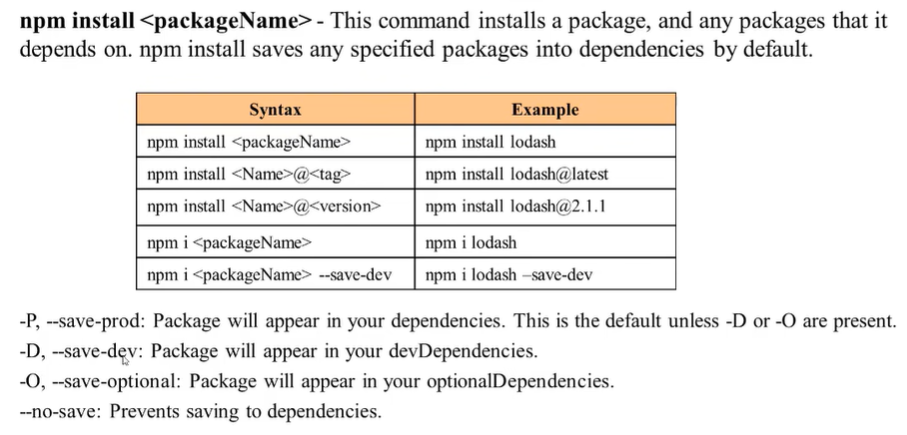 npm install <packageName> - This command installs a package, and any packages that it
depends on. npm install saves any specified packages into dependencies by default.
Syntax Example
npm install <packageName> npm install lodash
npm install <Name>@<tag> npm install lodash@latest
npm install <Name>@<version> npm install lodash@2.1.1
npm i <packageName> npm i lodash
npm i <packageName> --save-dev npm i lodash –save-dev
-P, --save-prod: Package will appear in your dependencies. This is the default unless -D or -O are present.
-D, --save-dev: Package will appear in your devDependencies.
-O, --save-optional: Package will appear in your optionalDependencies.
--no-save: Prevents saving to dependencies.